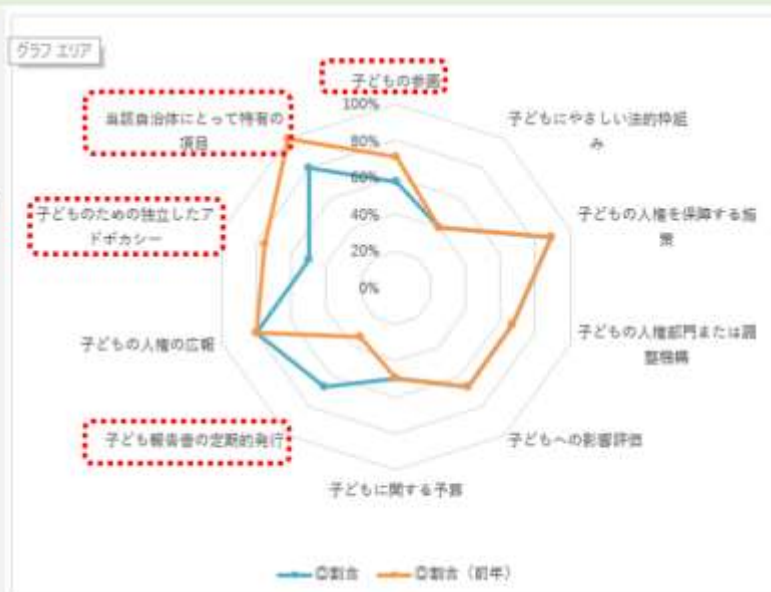 グラフ エリア
子どもの参画
100%
80%
60%
40%
20%
0%
子どもにやさしい法的枠組
み
子どもの人権を保障する施
策
子どもの人権部門または調
整機構
子どもへの影響評価
子どもに関する予算
子ども報告書の定期的発行
子どもの人権の広報
子どものための独立したア
ドボカシー
当該自治体にとって特有の
項目
◎割合
◎割合（前年）